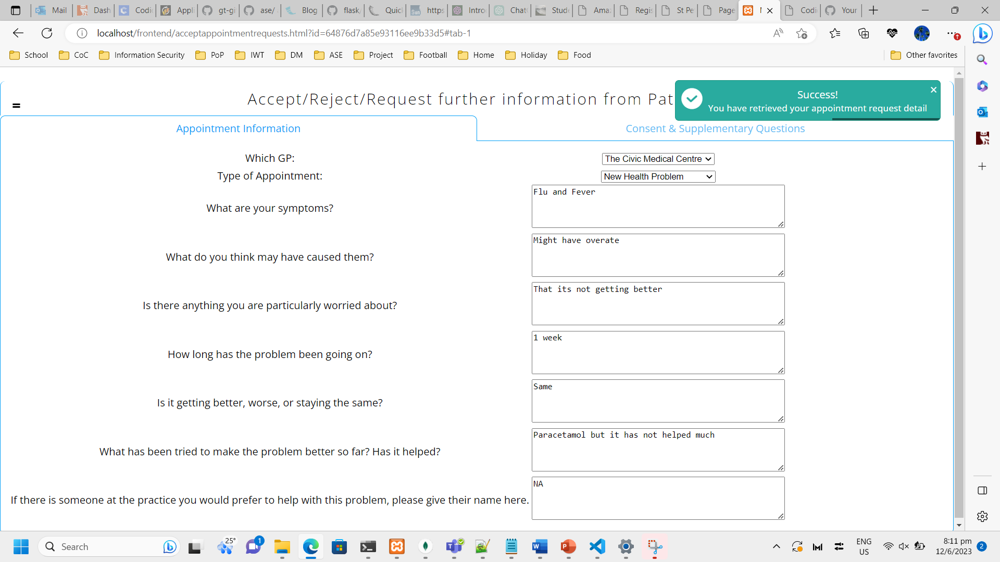 Mail
Dash
Codi
Appli
gt-gi
ase/
Blog
flask
Quic
https
Intro
Chat
Stude
Ama
Regis
St Pe
Page
Codi
Your
localhost/frontend/acceptappointmentrequests.html?id=64876d7a85e93116ee9b33d5#tab-1
School CoC Information Security PoP IWT DM ASE Project Football Home Holiday Food Other favorites
Accept/Reject/Request further information from Pat
Success!
You have retrieved your appointment request detail
Appointment Information
Consent & Supplementary Questions
Which GP:
The Civic Medical Centre
Type of Appointment:
New Health Problem
What are your symptoms?
Flu and Fever
What do you think may have caused them?
Might have overate
Is there anything you are particularly worried about?
That its not getting better
How long has the problem been going on?
1 week
Is it getting better, worse, or staying the same?
Same
What has been tried to make the problem better so far? Has it helped?
Paracetamol but it has not helped much
If there is someone at the practice you would prefer to help with this problem, please give their name here.
NA
Search
25°
1
ENG
US
8:11 pm
12/6/2023
2